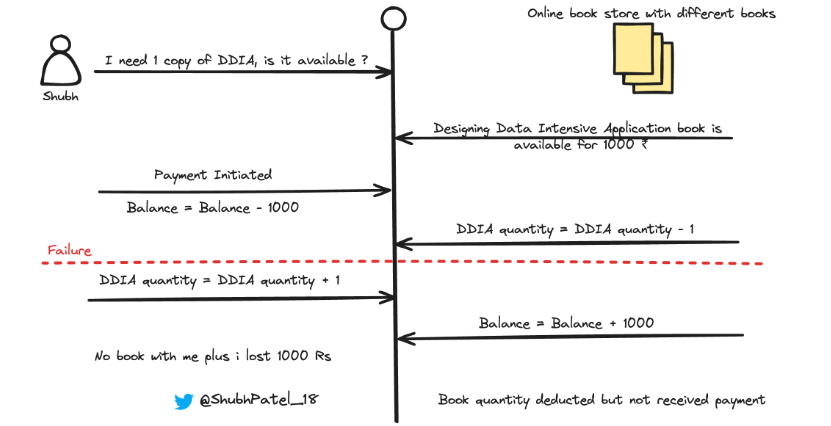 Online book store with different books
I need 1 copy of DDIA, is it available ?
Shubh
Designing Data Intensive Application book is
available for 1000 ₹
Payment Initiated
Balance = Balance - 1000
DDIA quantity = DDIA quantity - 1
Failure
DDIA quantity = DDIA quantity + 1
Balance = Balance + 1000
No book with me plus i lost 1000 Rs
@ShubhPatel_18
Book quantity deducted but not received payment